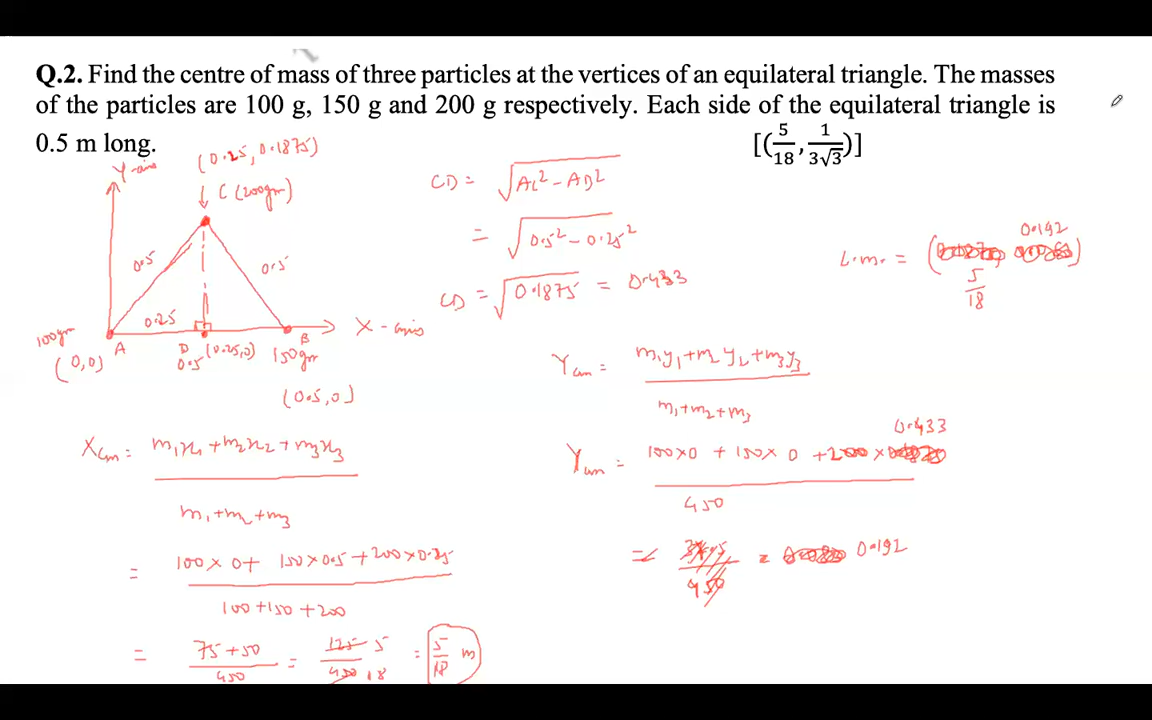 Q.2. Find the centre of mass of three particles at the vertices of an equilateral triangle. The masses
of the particles are 100 g, 150 g and 200 g respectively. Each side of the equilateral triangle is
0.5 m long. [(5/18, 1/3√3)]
Y-axis
(0.25, 0.1875)
C (200gm)
0.5
0.5
0.25
X-axis
100gm
(0,0)
A
D
(0.25,0)
0.5
B
150gm
(0.5,0)
CD = √AC² - AD²
= √0.5² - 0.25²
CD = √0.1875 = 0.433
0.192
C.m. = ( , )
5/18
Xcm = m₁x₁ + m₂x₂ + m₃x₃
m₁ + m₂ + m₃
= 100 × 0 + 150 × 0.5 + 200 × 0.25
100 + 150 + 200
= 75 + 50 / 450 = 125 / 450 5 / 18 = 5/18 m
Ycm = m₁y₁ + m₂y₂ + m₃y₃
m₁ + m₂ + m₃
0.433
Ycm = 100×0 + 150× 0 + 200 ×
450
= 450 = 0.192